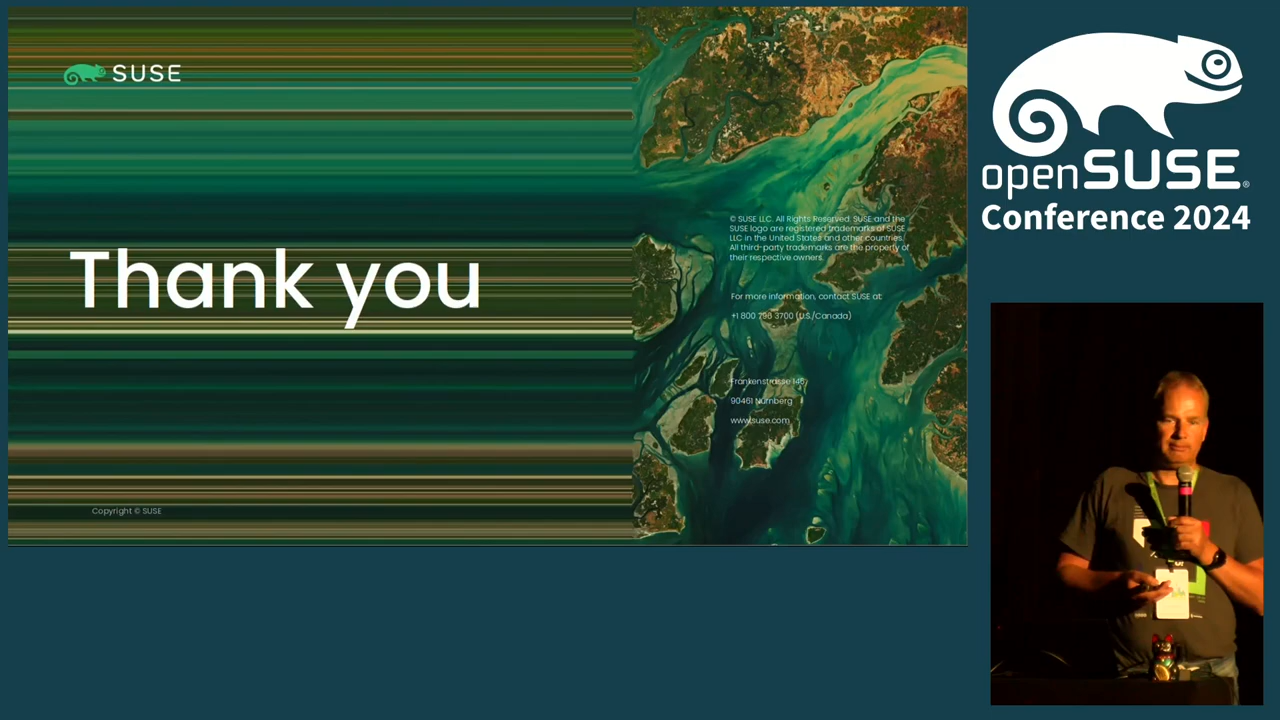 SUSE
Thank you
Copyright © SUSE
© SUSE LLC. All Rights Reserved. SUSE and the
SUSE logo are registered trademarks of SUSE
LLC in the United States and other countries.
All third-party trademarks are the property of
their respective owners.
For more information, contact SUSE at:
+1 800 796 3700 (U.S./Canada)
Frankenstrasse 146
90461 Nürnberg
www.suse.com
openSUSE®
Conference 2024